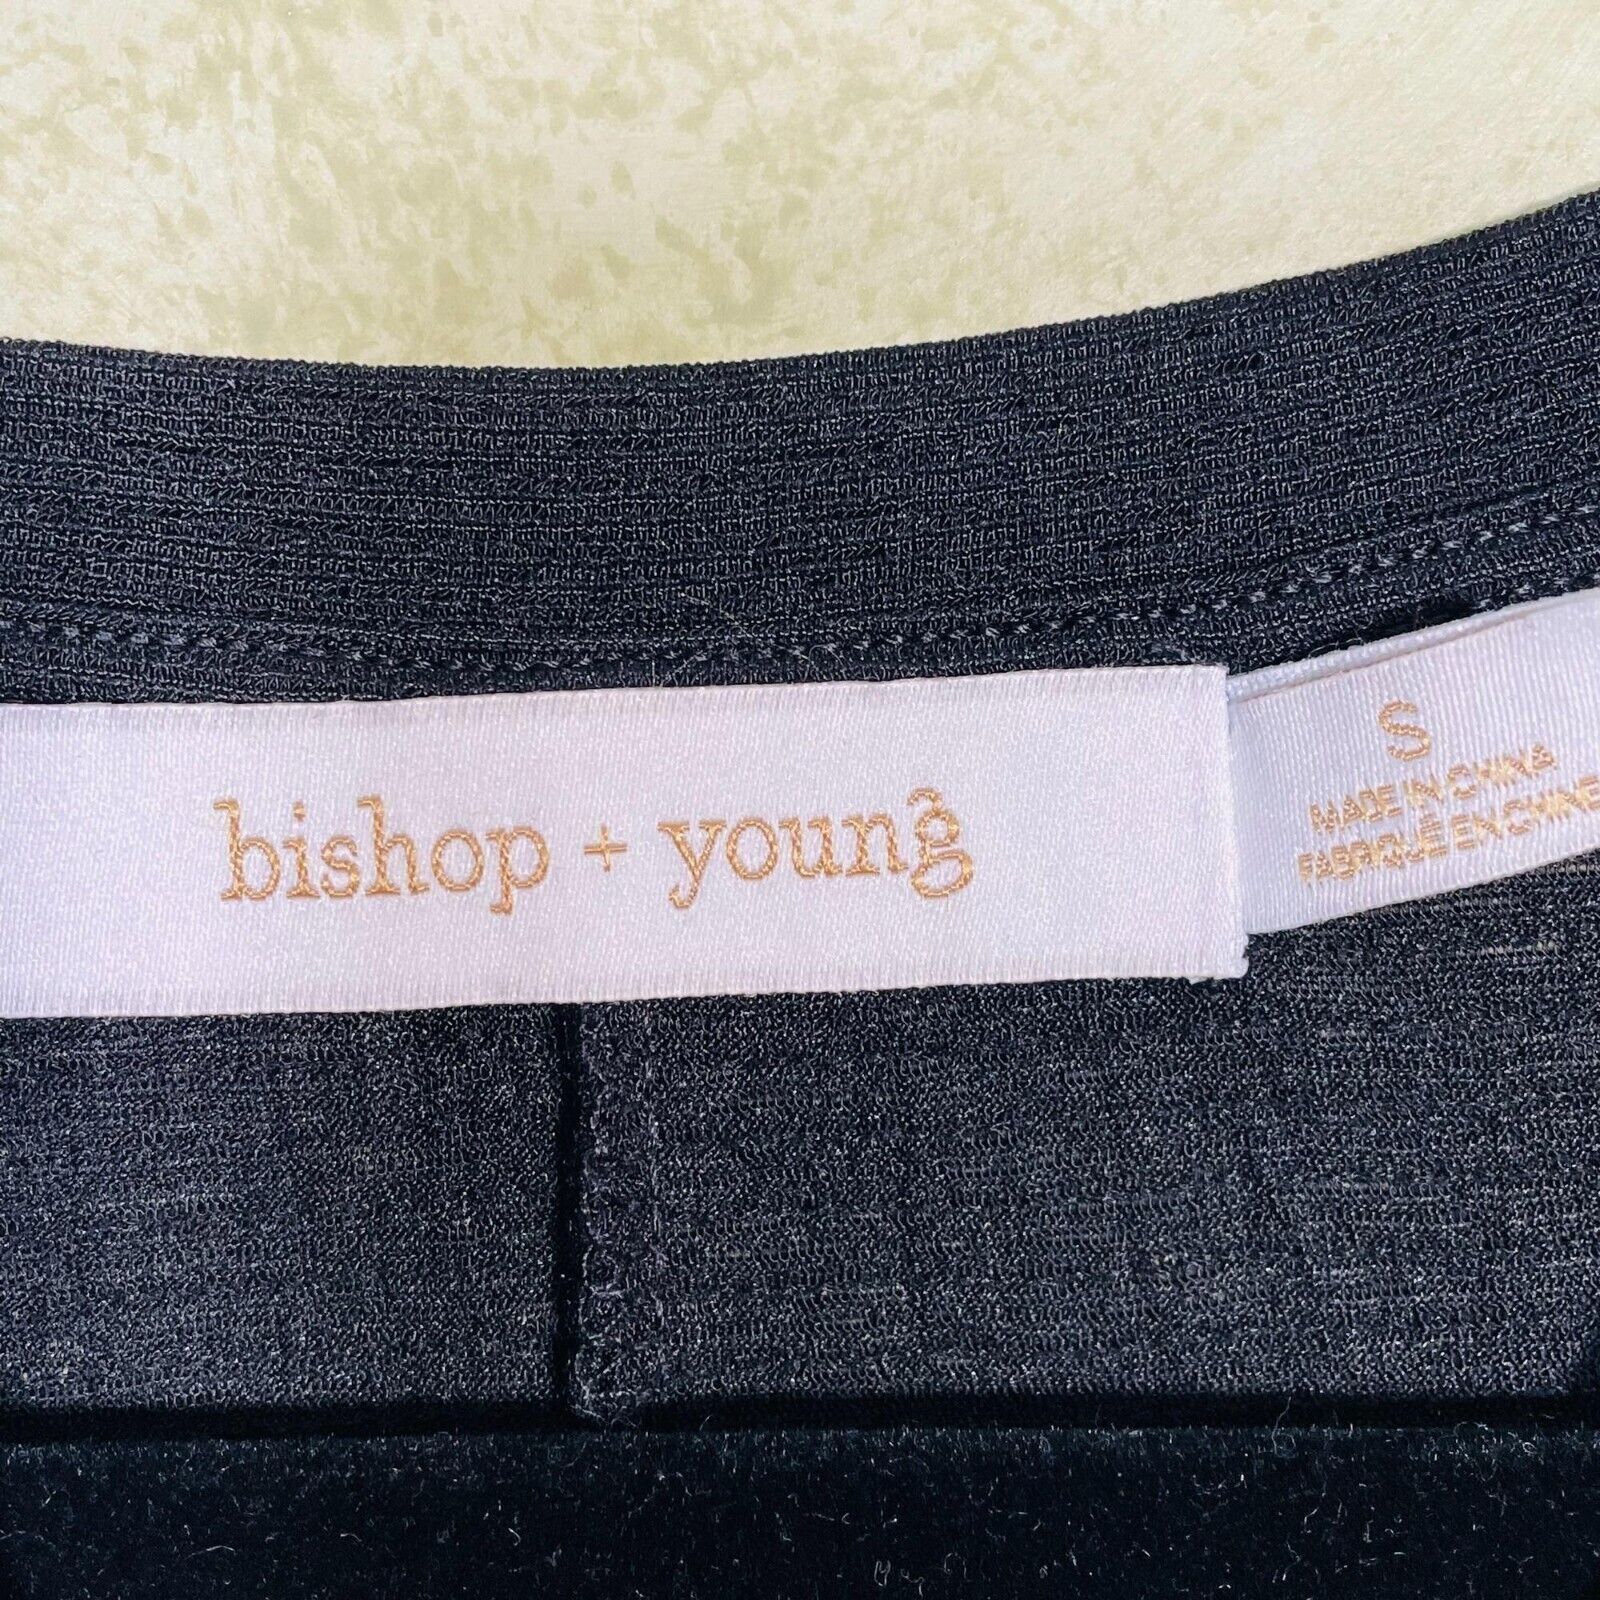 bishop + young
S
MADE IN CHINA
FABRIQUÉ EN CHINE